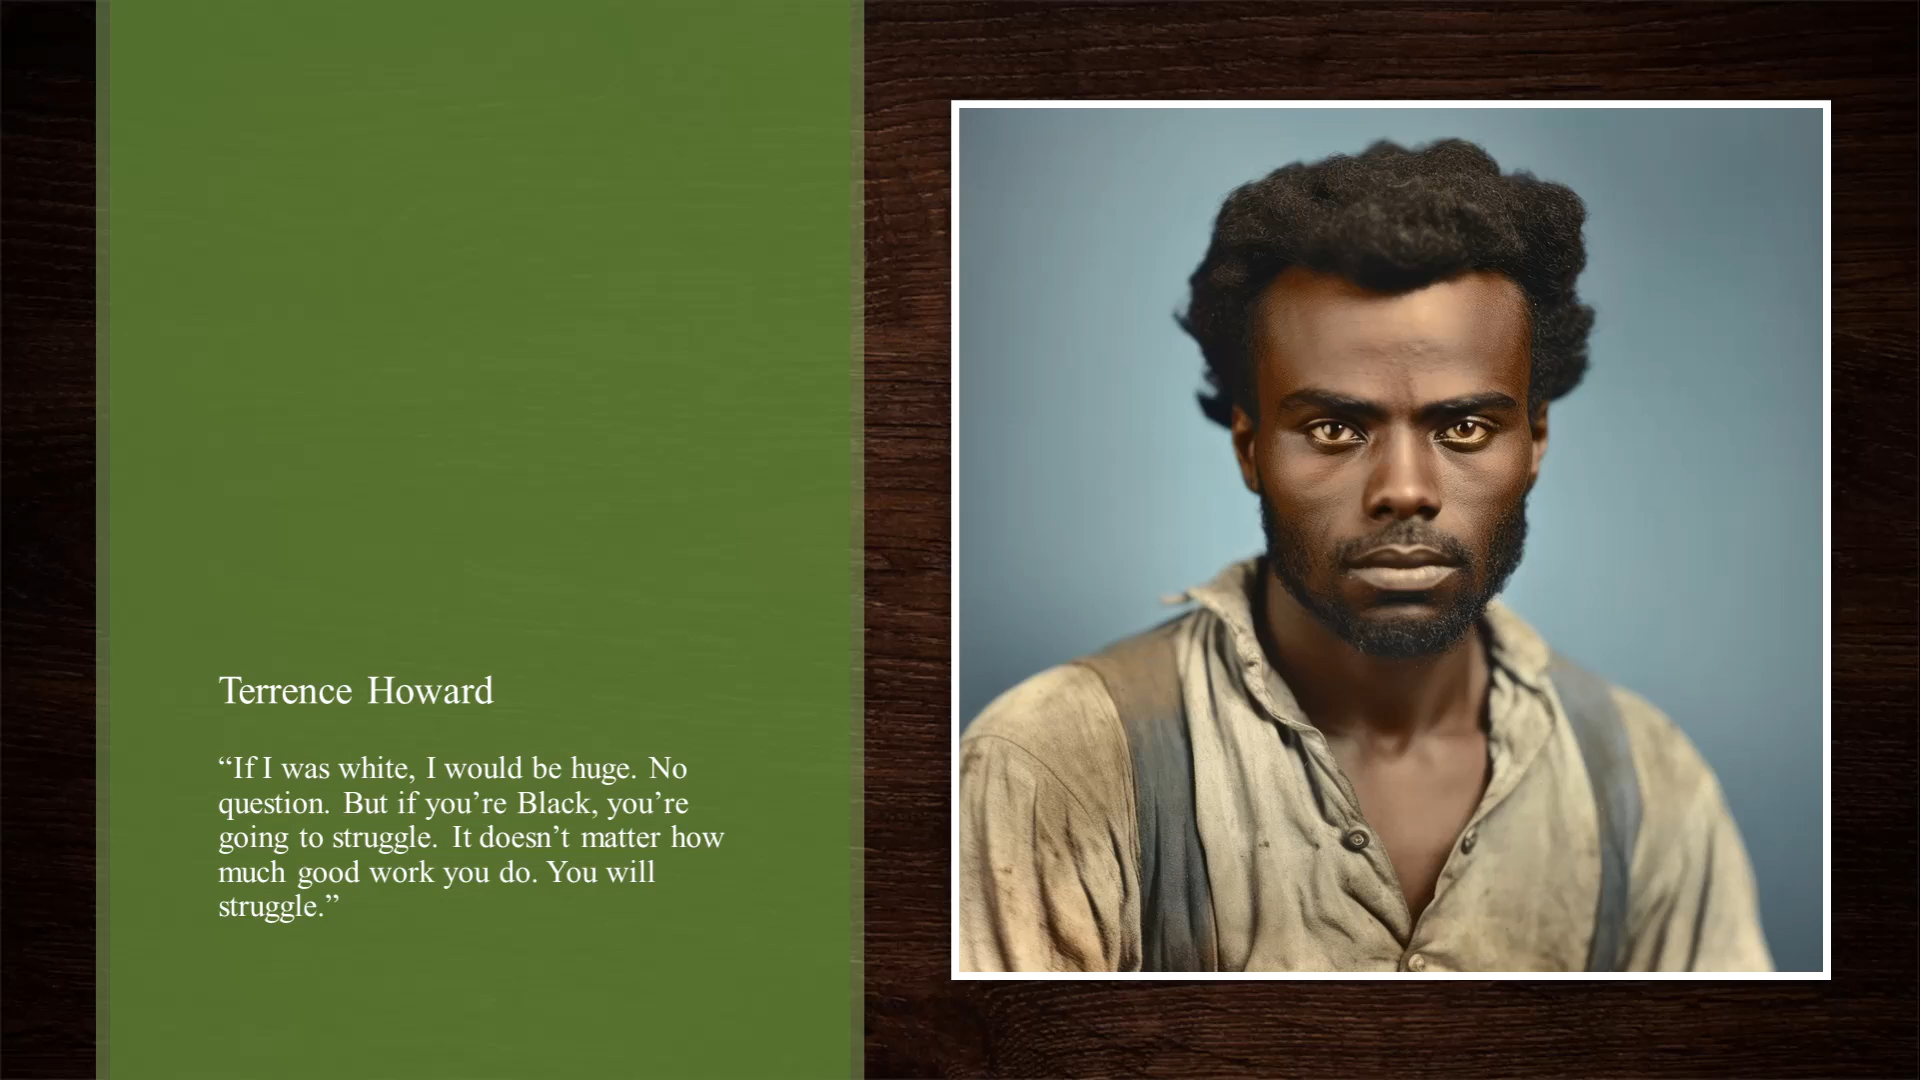 Terrence Howard
“If I was white, I would be huge. No
question. But if you’re Black, you’re
going to struggle. It doesn’t matter how
much good work you do. You will
struggle.”